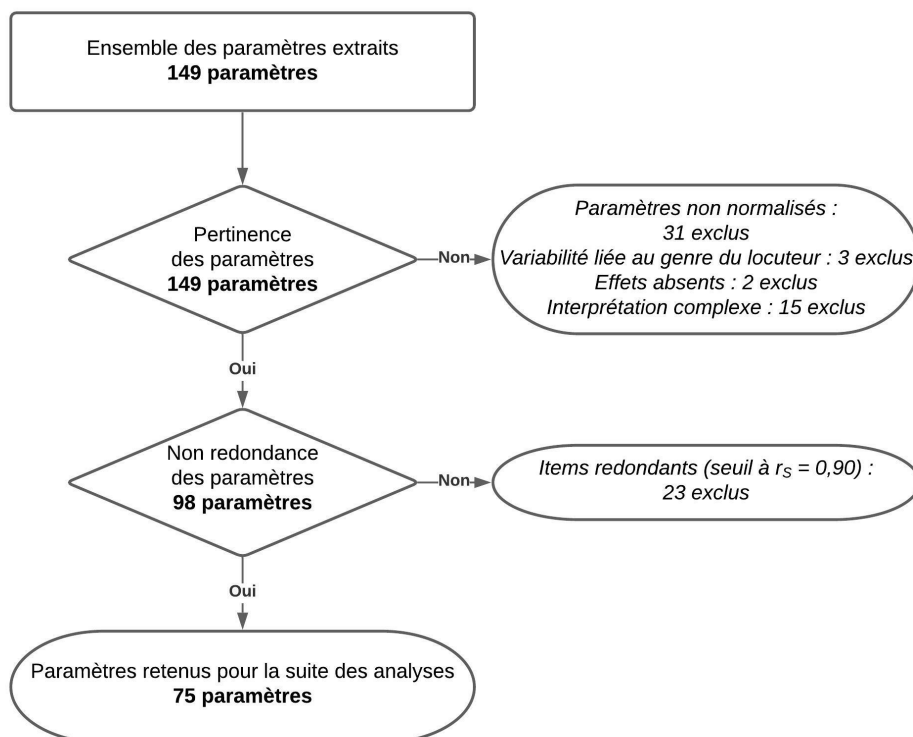 Ensemble des paramètres extraits
149 paramètres
Pertinence
des paramètres
149 paramètres
Non
Paramètres non normalisés :
31 exclus
Variabilité liée au genre du locuteur : 3 exclus
Effets absents : 2 exclus
Interprétation complexe : 15 exclus
Oui
Non redondance
des paramètres
98 paramètres
Non
Items redondants (seuil à rS = 0,90) :
23 exclus
Oui
Paramètres retenus pour la suite des analyses
75 paramètres